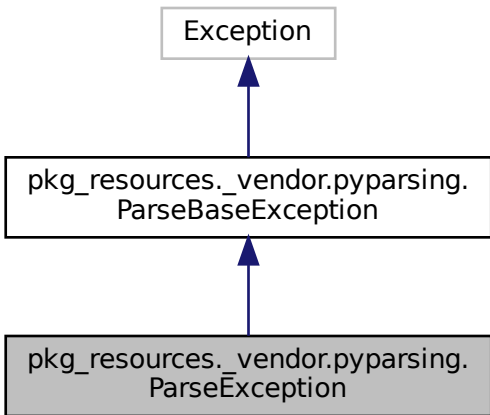 Exception
pkg_resources._vendor.pyparsing.
ParseBaseException
pkg_resources._vendor.pyparsing.
ParseException